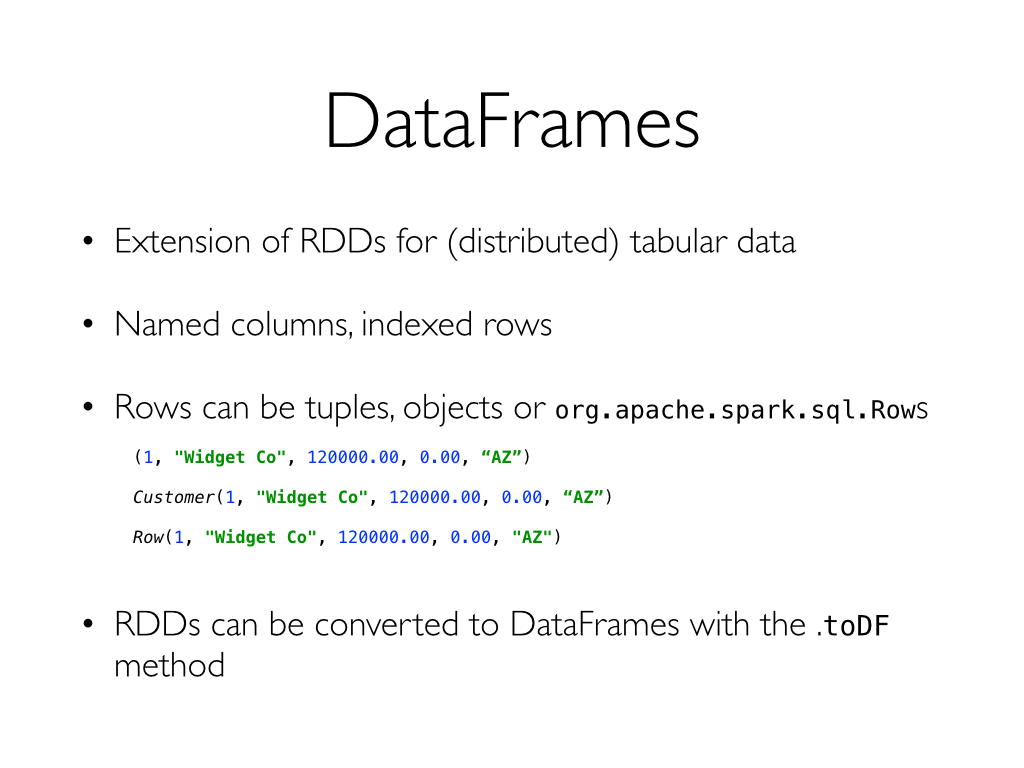 DataFrames
• Extension of RDDs for (distributed) tabular data
• Named columns, indexed rows
• Rows can be tuples, objects or org.apache.spark.sql.Rows
(1, "Widget Co", 120000.00, 0.00, “AZ”)
Customer(1, "Widget Co", 120000.00, 0.00, “AZ”)
Row(1, "Widget Co", 120000.00, 0.00, "AZ")
• RDDs can be converted to DataFrames with the .toDF
method